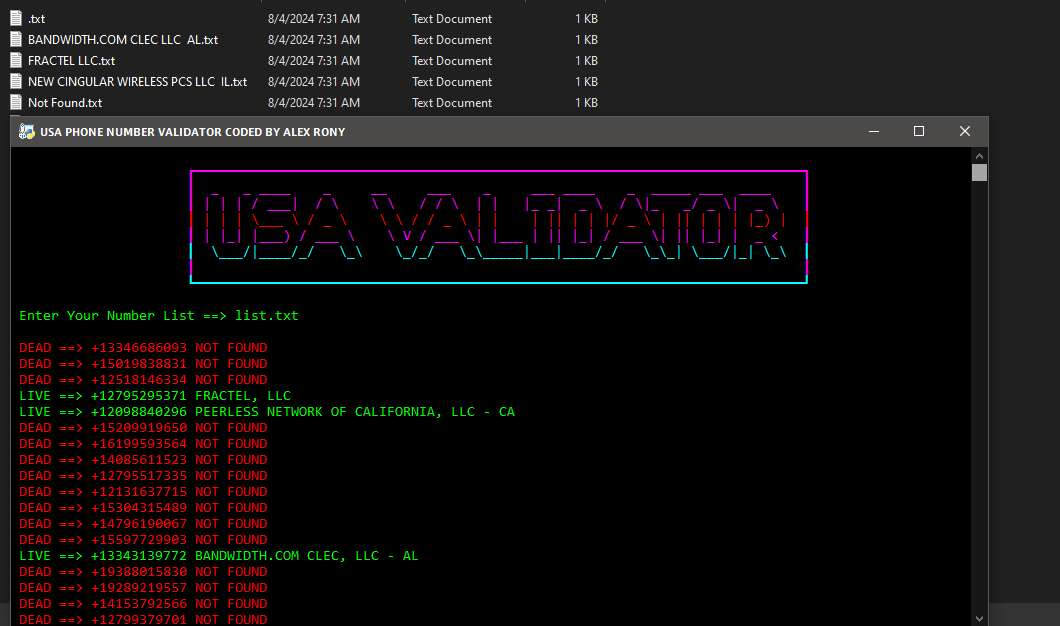 .txt 8/4/2024 7:31 AM Text Document 1 KB
BANDWIDTH.COM CLEC LLC  AL.txt 8/4/2024 7:31 AM Text Document 1 KB
FRACTEL LLC.txt 8/4/2024 7:31 AM Text Document 1 KB
NEW CINGULAR WIRELESS PCS LLC  IL.txt 8/4/2024 7:31 AM Text Document 1 KB
Not Found.txt 8/4/2024 7:31 AM Text Document 1 KB
USA PHONE NUMBER VALIDATOR CODED BY ALEX RONY
USA VALIDATOR
Enter Your Number List ==> list.txt
DEAD ==> +13346686093 NOT FOUND
DEAD ==> +15019838831 NOT FOUND
DEAD ==> +12518146334 NOT FOUND
LIVE ==> +12795295371 FRACTEL, LLC
LIVE ==> +12098840296 PEERLESS NETWORK OF CALIFORNIA, LLC - CA
DEAD ==> +15209919650 NOT FOUND
DEAD ==> +16199593564 NOT FOUND
DEAD ==> +14085611523 NOT FOUND
DEAD ==> +12795517335 NOT FOUND
DEAD ==> +12131637715 NOT FOUND
DEAD ==> +15304315489 NOT FOUND
DEAD ==> +14796190067 NOT FOUND
DEAD ==> +15597729903 NOT FOUND
LIVE ==> +13343139772 BANDWIDTH.COM CLEC, LLC - AL
DEAD ==> +19388015830 NOT FOUND
DEAD ==> +19289219557 NOT FOUND
DEAD ==> +14153792566 NOT FOUND
DEAD ==> +12799379701 NOT FOUND